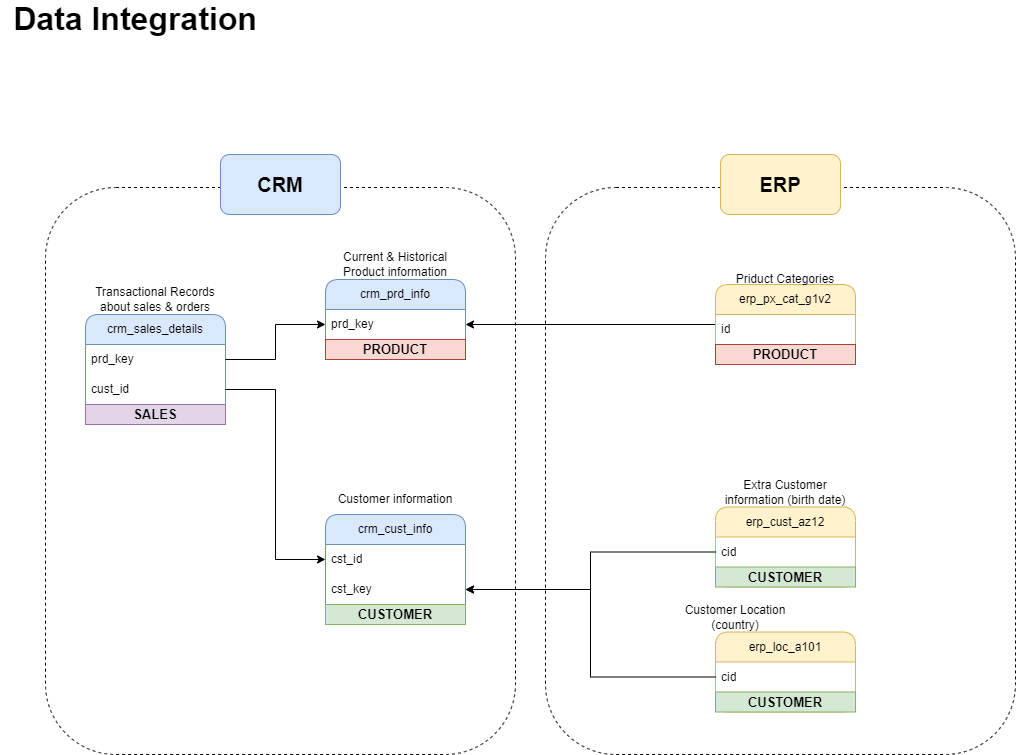 Data Integration
CRM
ERP
Current & Historical
Product information
crm_prd_info
prd_key
PRODUCT
Transactional Records
about sales & orders
crm_sales_details
prd_key
cust_id
SALES
Priduct Categories
erp_px_cat_g1v2
id
PRODUCT
Customer information
crm_cust_info
cst_id
cst_key
CUSTOMER
Extra Customer
information (birth date)
erp_cust_az12
cid
CUSTOMER
Customer Location
(country)
erp_loc_a101
cid
CUSTOMER